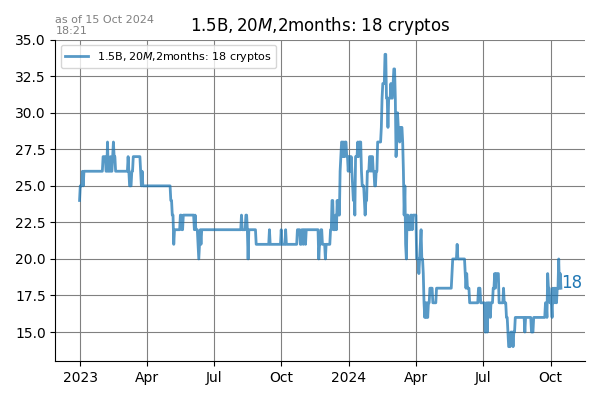 as of 15 Oct 2024
18:21
1.5B, 20M,2months: 18 cryptos
1.5B, 20M,2months: 18 cryptos
35.0
32.5
30.0
27.5
25.0
22.5
20.0
17.5
15.0
18
2023 Apr Jul Oct 2024 Apr Jul Oct